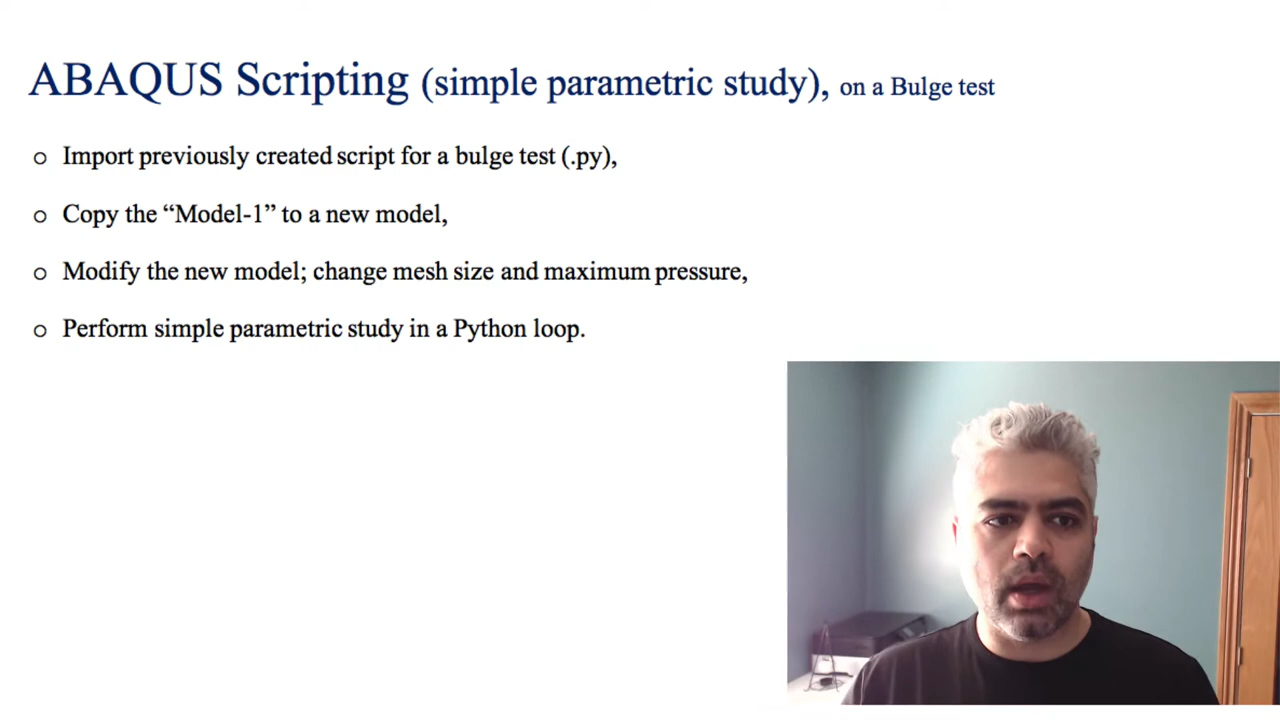 ABAQUS Scripting (simple parametric study), on a Bulge test
o Import previously created script for a bulge test (.py),
o Copy the “Model-1” to a new model,
o Modify the new model; change mesh size and maximum pressure,
o Perform simple parametric study in a Python loop.